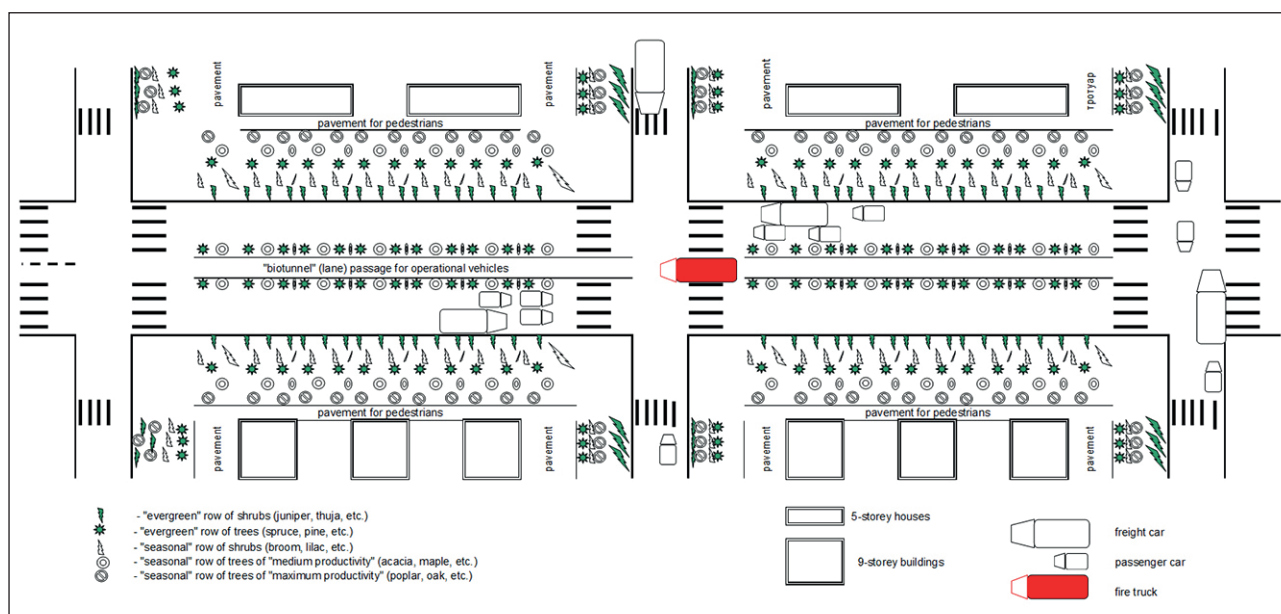 pavement
pavement
pavement
тротуар
pavement for pedestrians
pavement for pedestrians
"biotunnel" (lane) passage for operational vehicles
pavement for pedestrians
pavement for pedestrians
pavement
pavement
pavement
pavement
- "evergreen" row of shrubs (juniper, thuja, etc.)
- "evergreen" row of trees (spruce, pine, etc.)
- "seasonal" row of shrubs (broom, lilac, etc.)
- "seasonal" row of trees of "medium productivity" (acacia, maple, etc.)
- "seasonal" row of trees of "maximum productivity" (poplar, oak, etc.)
5-storey houses
9-storey buildings
freight car
passenger car
fire truck